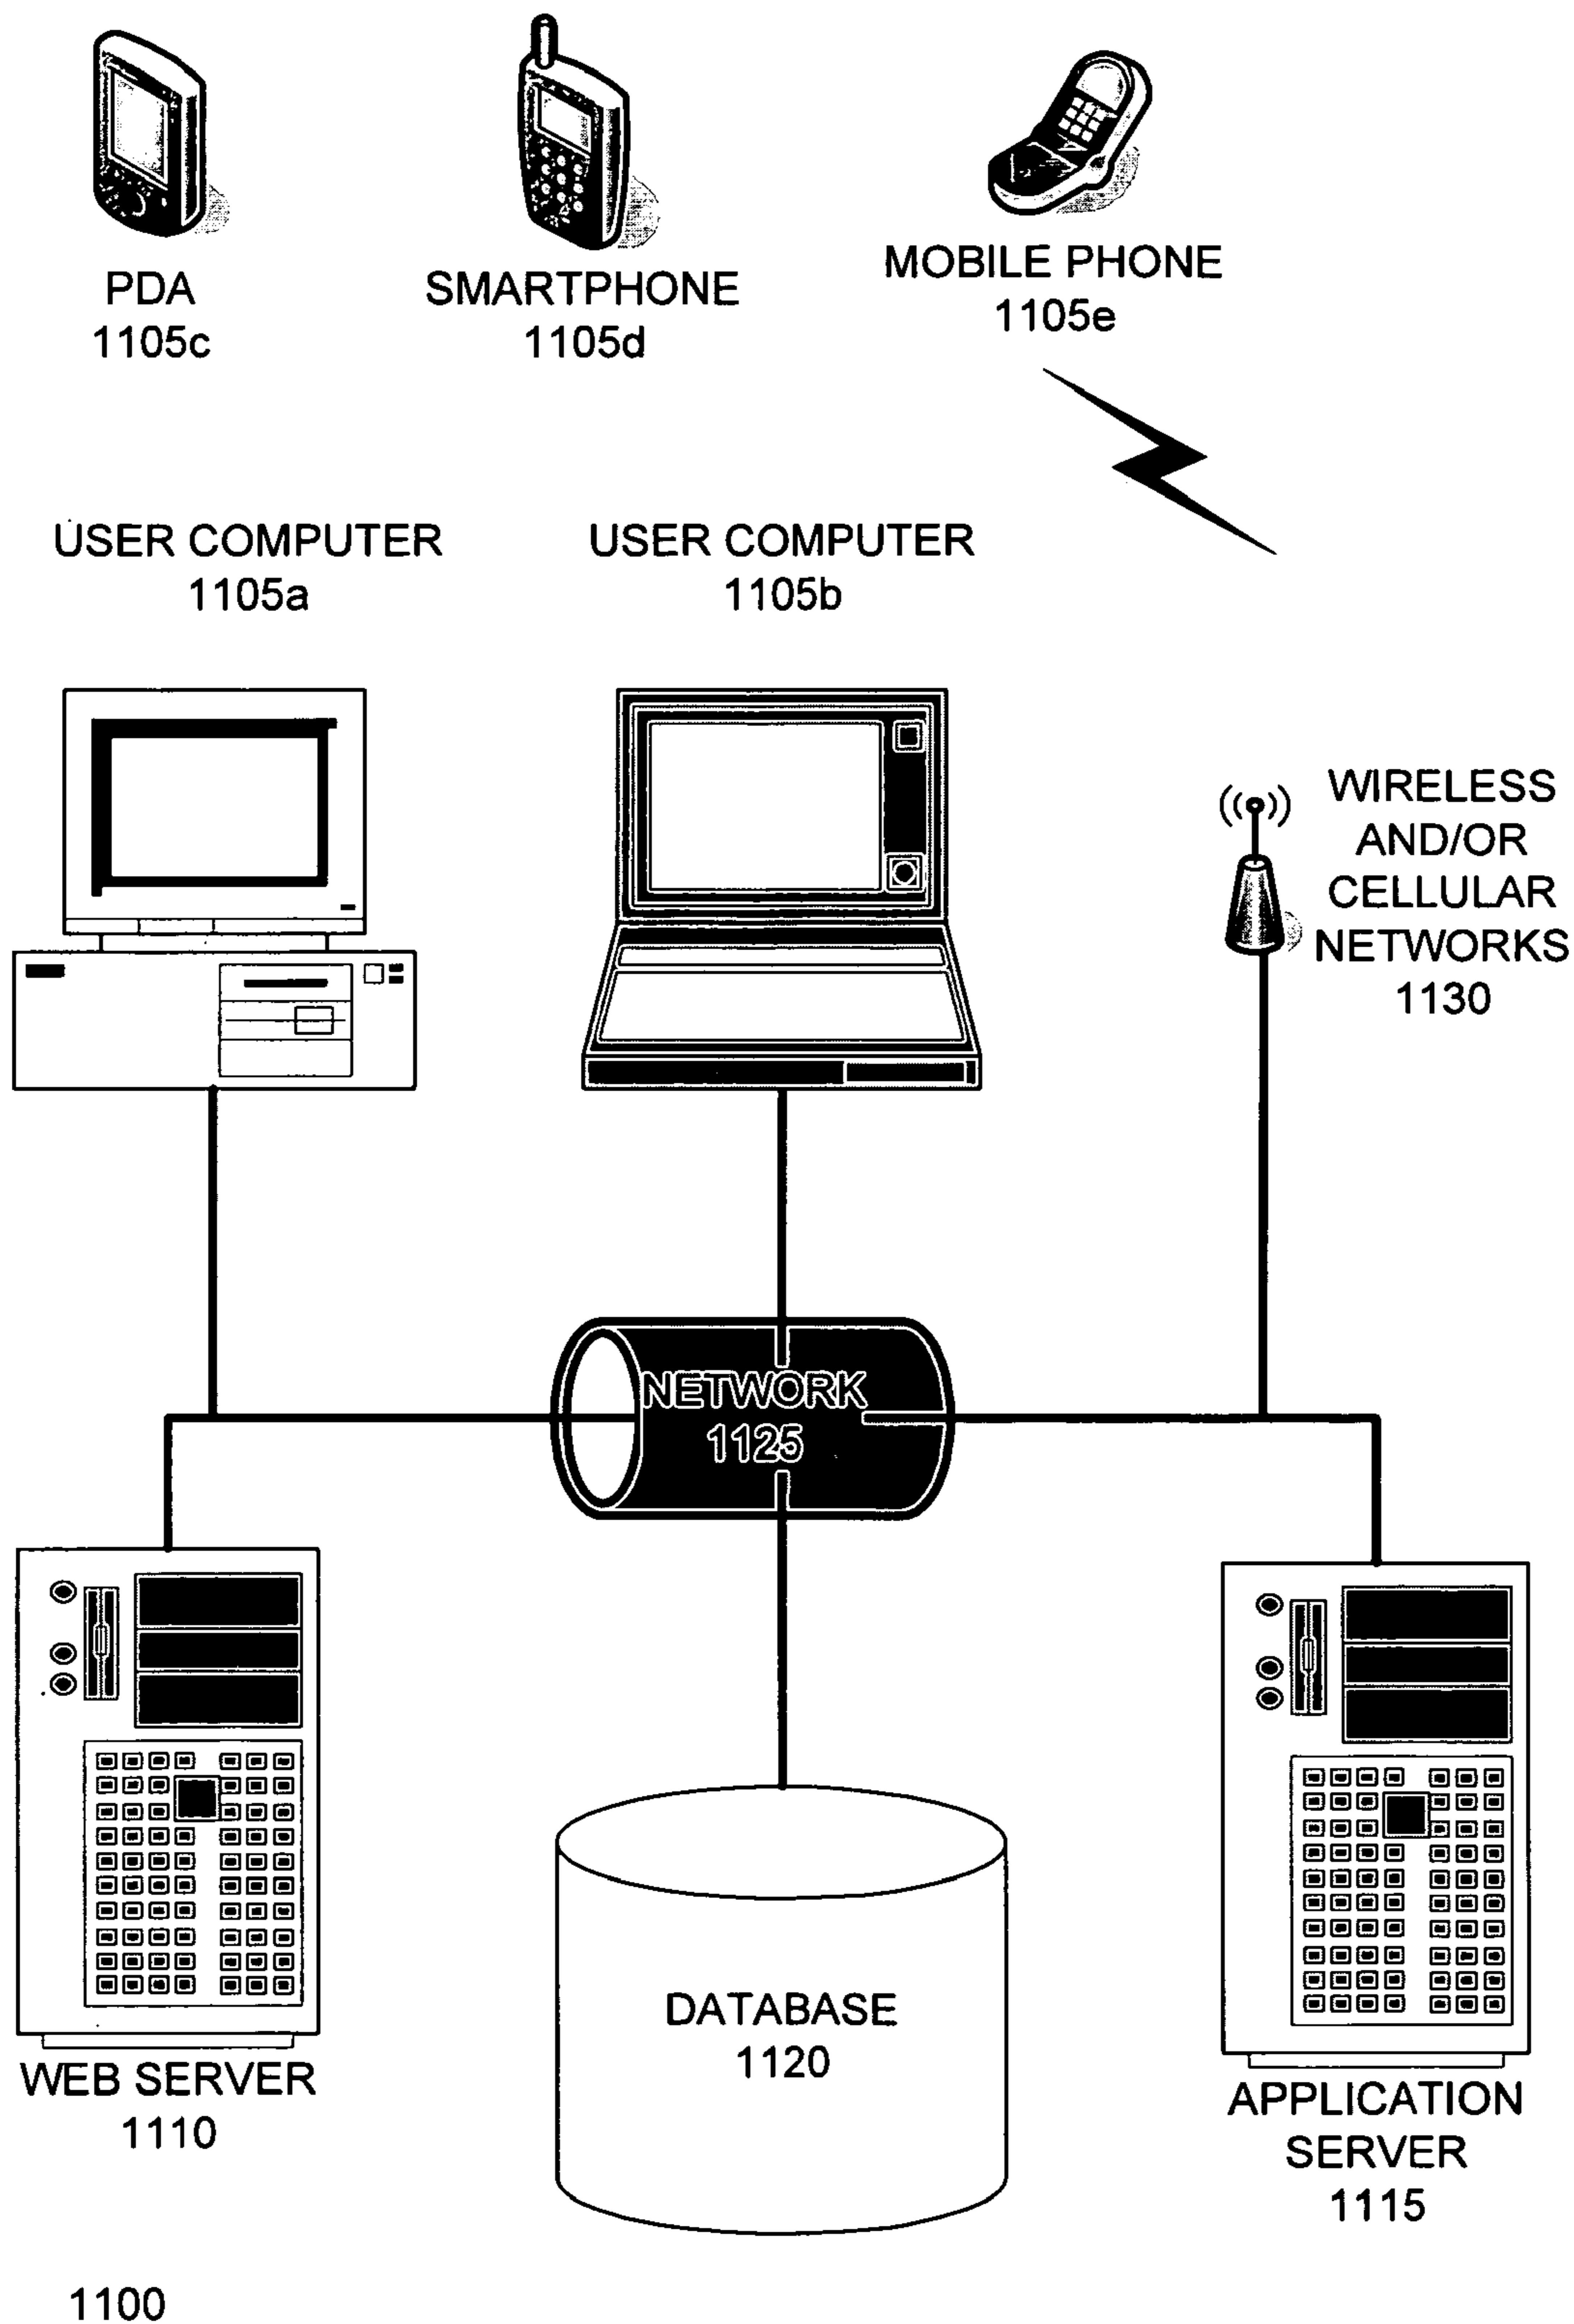 PDA
1105c
SMARTPHONE
1105d
MOBILE PHONE
1105e
USER COMPUTER
1105a
USER COMPUTER
1105b
WIRELESS
AND/OR
CELLULAR
NETWORKS
1130
NETWORK
1125
WEB SERVER
1110
DATABASE
1120
APPLICATION
SERVER
1115
1100